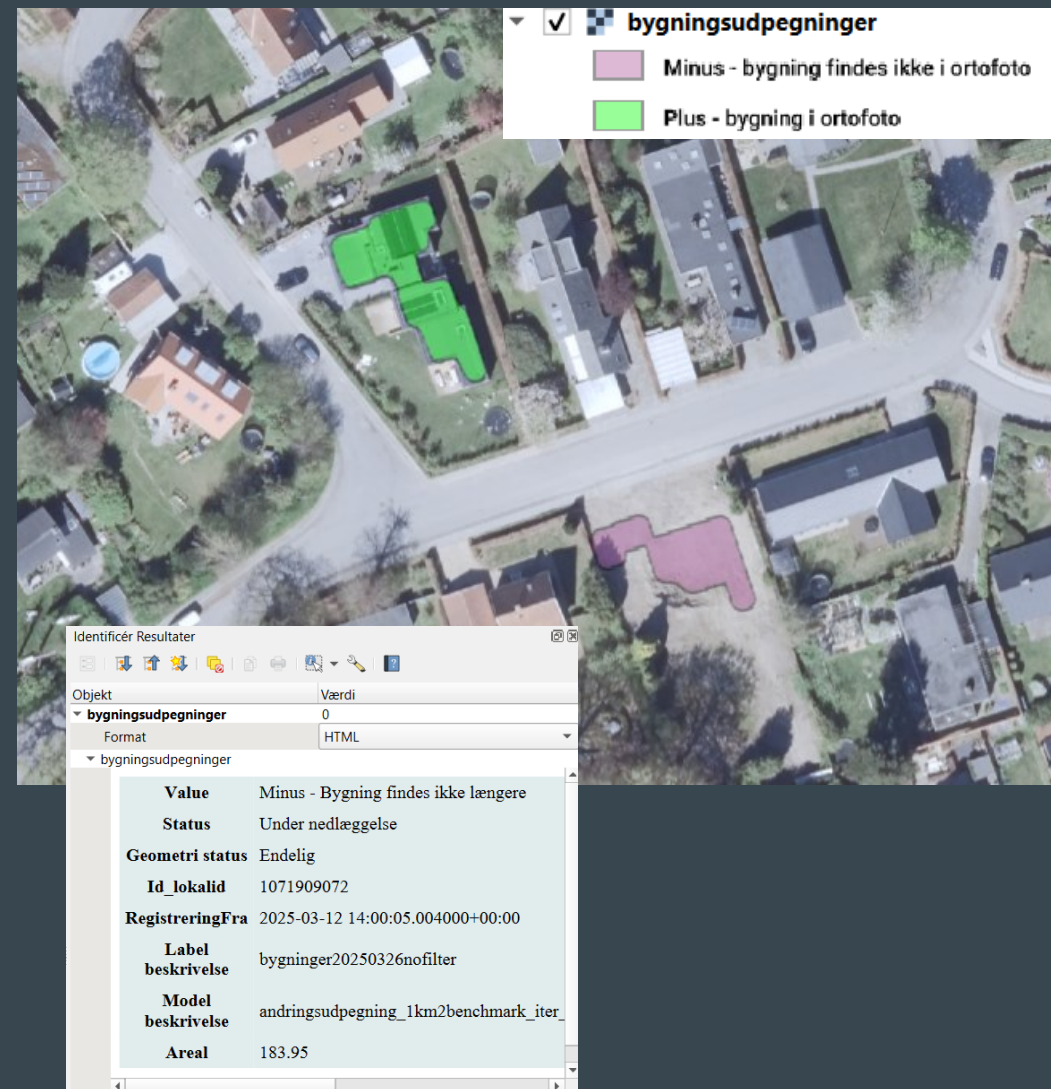 bygningsudpegninger
Minus - bygning findes ikke i ortofoto
Plus - bygning i ortofoto
Identificér Resultater
Objekt Værdi
bygningsudpegninger 0
Format HTML
bygningsudpegninger
Value Minus - Bygning findes ikke længere
Status Under nedlæggelse
Geometri status Endelig
Id_lokalid 1071909072
RegistreringFra 2025-03-12 14:00:05.004000+00:00
Label
beskrivelse bygninger20250326nofilter
Model
beskrivelse andringsudpegning_1km2benchmark_iter_
Areal 183.95